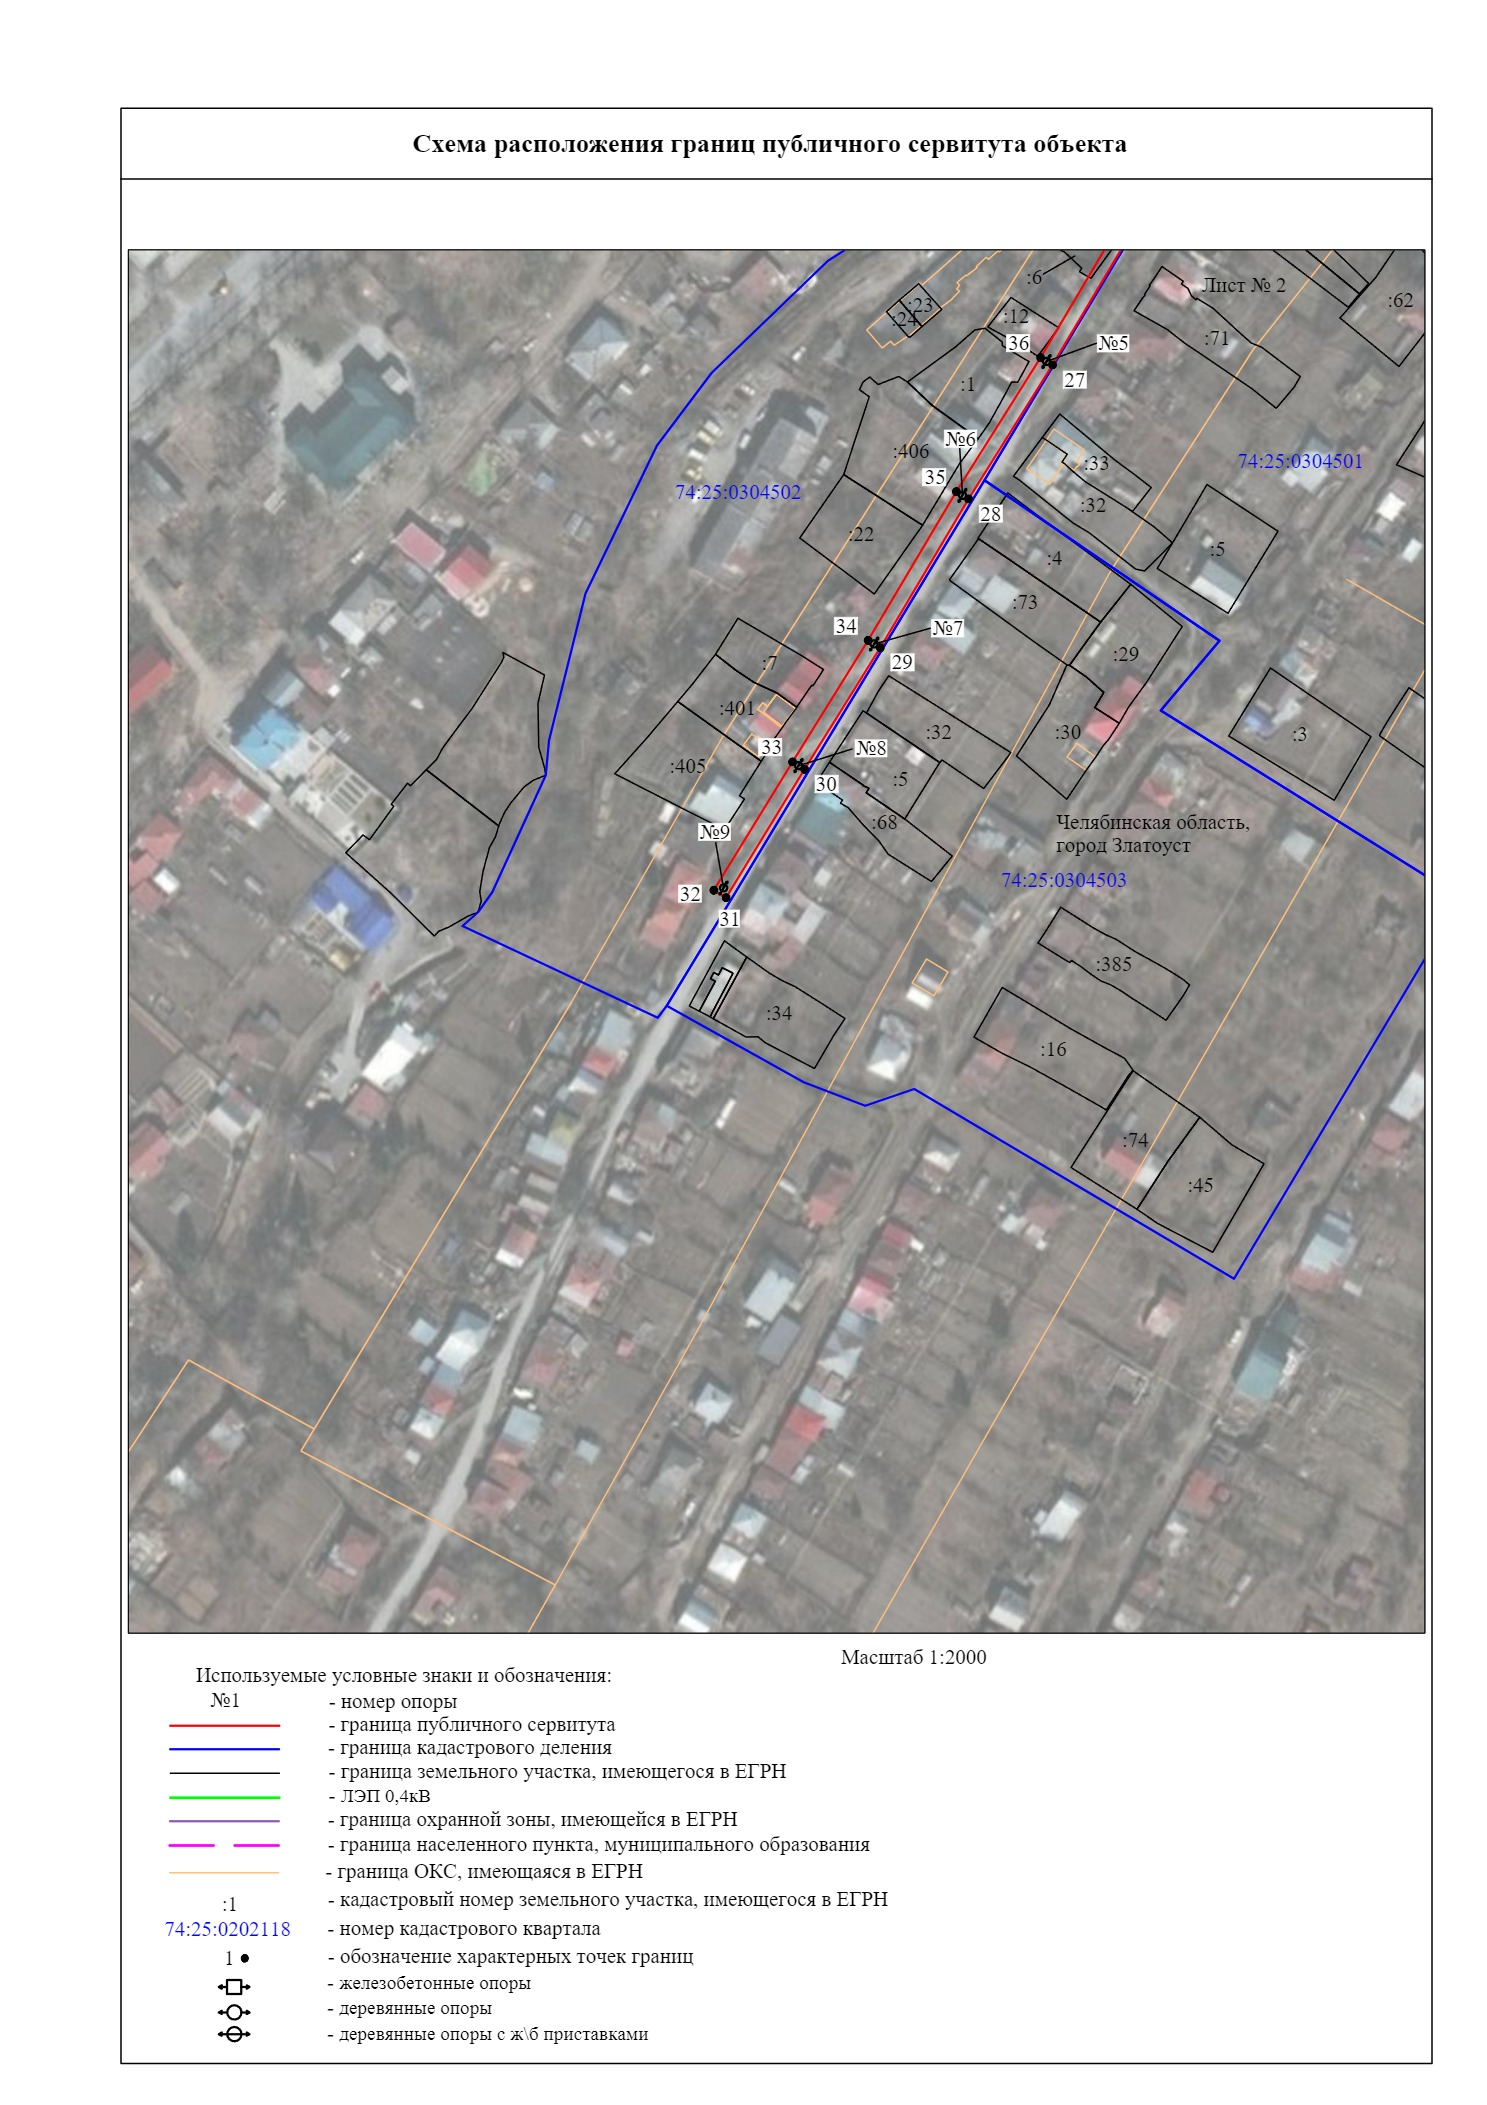 Схема расположения границ публичного сервитута объекта
:6
Лист № 2
:62
:23
:24
:12
:71
36
№5
27
:1
№6
:406
:33
74:25:0304501
35
74:25:0304502
:32
28
:22
:5
:4
:73
34
№7
:29
29
:7
:401
:30
:32
:3
33
№8
:405
:5
30
:68
№9
Челябинская область,
город Златоуст
74:25:0304503
32
31
:385
:34
:16
:74
:45
Масштаб 1:2000
Используемые условные знаки и обозначения:
№1 - номер опоры
- граница публичного сервитута
- граница кадастрового деления
- граница земельного участка, имеющегося в ЕГРН
- ЛЭП 0,4кВ
- граница охранной зоны, имеющейся в ЕГРН
- граница населенного пункта, муниципального образования
- граница ОКС, имеющаяся в ЕГРН
:1 - кадастровый номер земельного участка, имеющегося в ЕГРН
74:25:0202118 - номер кадастрового квартала
1 - обозначение характерных точек границ
- железобетонные опоры
- деревянные опоры
- деревянные опоры с ж\б приставками